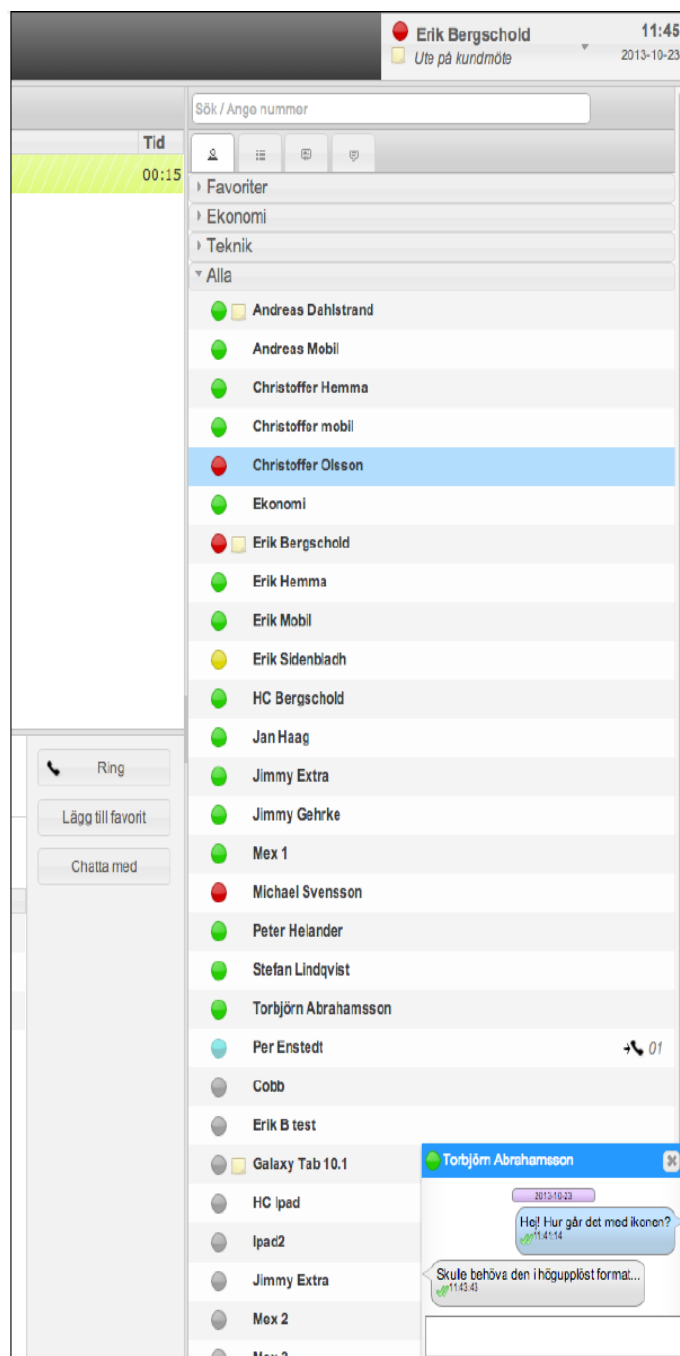 Erik Bergschold
11:45
Ute på kundmöte
2013-10-23
Sök / Ange nummer
Tid
00:15
Favoriter
Ekonomi
Teknik
Alla
Andreas Dahlstrand
Andreas Mobil
Christoffer Hemma
Christoffer mobil
Christoffer Olsson
Ekonomi
Erik Bergschold
Erik Hemma
Erik Mobil
Erik Sidenbladh
HC Bergschold
Jan Haag
Ring
Jimmy Extra
Lägg till favorit
Jimmy Gehrke
Mex 1
Chatta med
Michael Svensson
Peter Helander
Stefan Lindqvist
Torbjörn Abrahamsson
Per Enstedt
01
Cobb
Erik B test
Galaxy Tab 10.1
HC Ipad
Ipad2
Jimmy Extra
Mex 2
Mex 3
Torbjörn Abrahamsson
2013-10-23
Hej! Hur går det med ikonen?
11:41:14
Skule behöva den i högupplöst format...
11:43:43